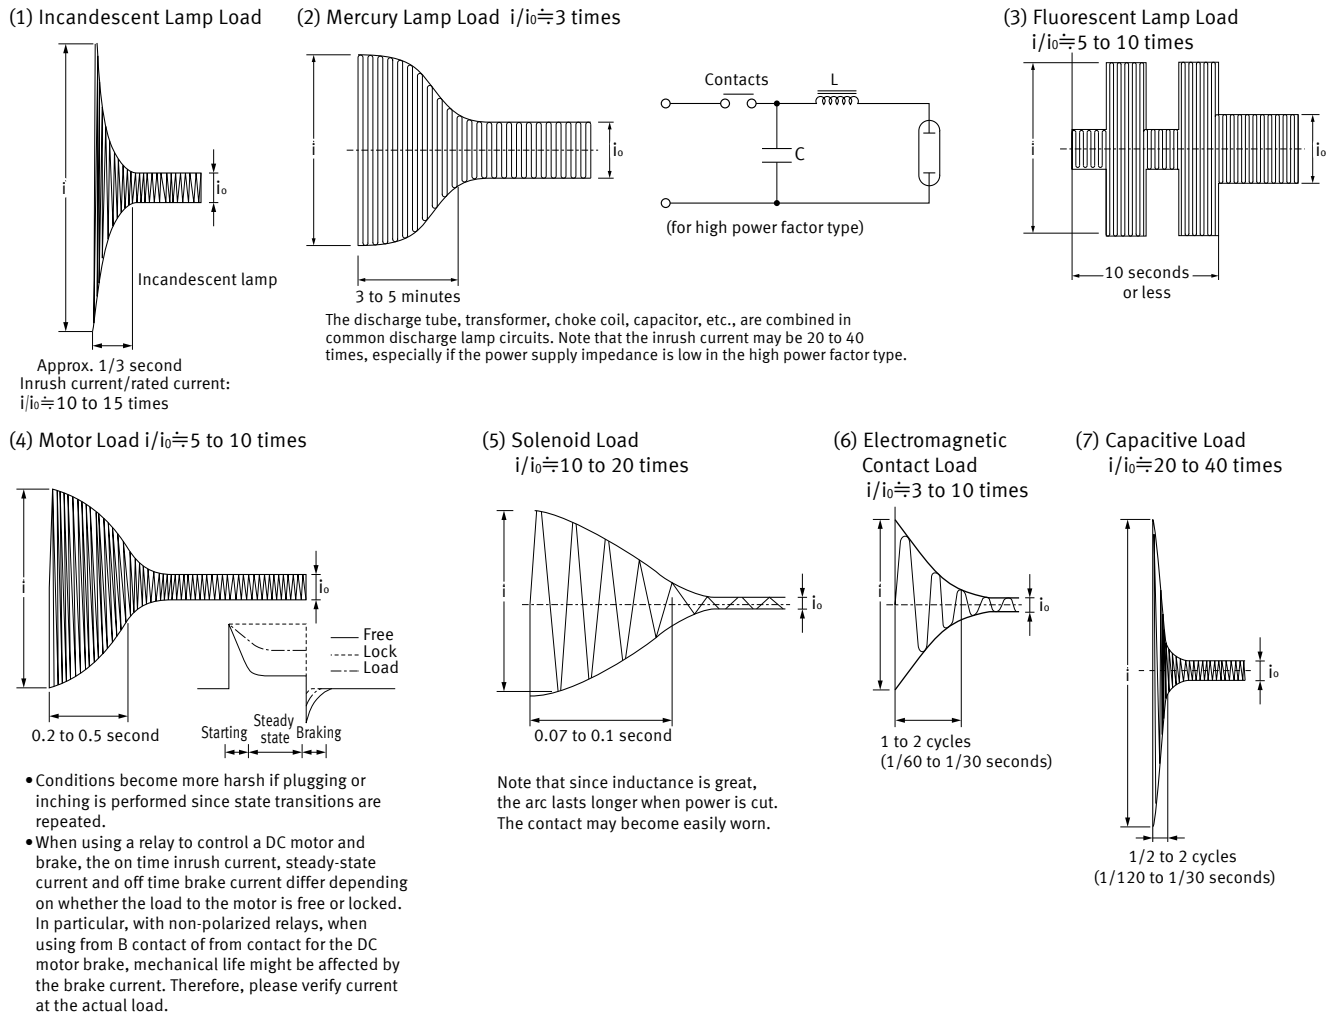 (1) Incandescent Lamp Load
i
i₀
Incandescent lamp
Approx. 1/3 second
Inrush current/rated current:
i/i₀≒10 to 15 times
(2) Mercury Lamp Load i/i₀≒3 times
i
i₀
3 to 5 minutes
Contacts
L
C
(for high power factor type)
The discharge tube, transformer, choke coil, capacitor, etc., are combined in
common discharge lamp circuits. Note that the inrush current may be 20 to 40
times, especially if the power supply impedance is low in the high power factor type.
(3) Fluorescent Lamp Load
i/i₀≒5 to 10 times
i
i₀
10 seconds
or less
(4) Motor Load i/i₀≒5 to 10 times
i
i₀
0.2 to 0.5 second
Free
Lock
Load
Starting
Steady
state
Braking
•Conditions become more harsh if plugging or
inching is performed since state transitions are
repeated.
•When using a relay to control a DC motor and
brake, the on time inrush current, steady-state
current and off time brake current differ depending
on whether the load to the motor is free or locked.
In particular, with non-polarized relays, when
using from B contact of from contact for the DC
motor brake, mechanical life might be affected by
the brake current. Therefore, please verify current
at the actual load.
(5) Solenoid Load
i/i₀≒10 to 20 times
i
i₀
0.07 to 0.1 second
Note that since inductance is great,
the arc lasts longer when power is cut.
The contact may become easily worn.
(6) Electromagnetic
Contact Load
i/i₀≒3 to 10 times
i
i₀
1 to 2 cycles
(1/60 to 1/30 seconds)
(7) Capacitive Load
i/i₀≒20 to 40 times
i
i₀
1/2 to 2 cycles
(1/120 to 1/30 seconds)